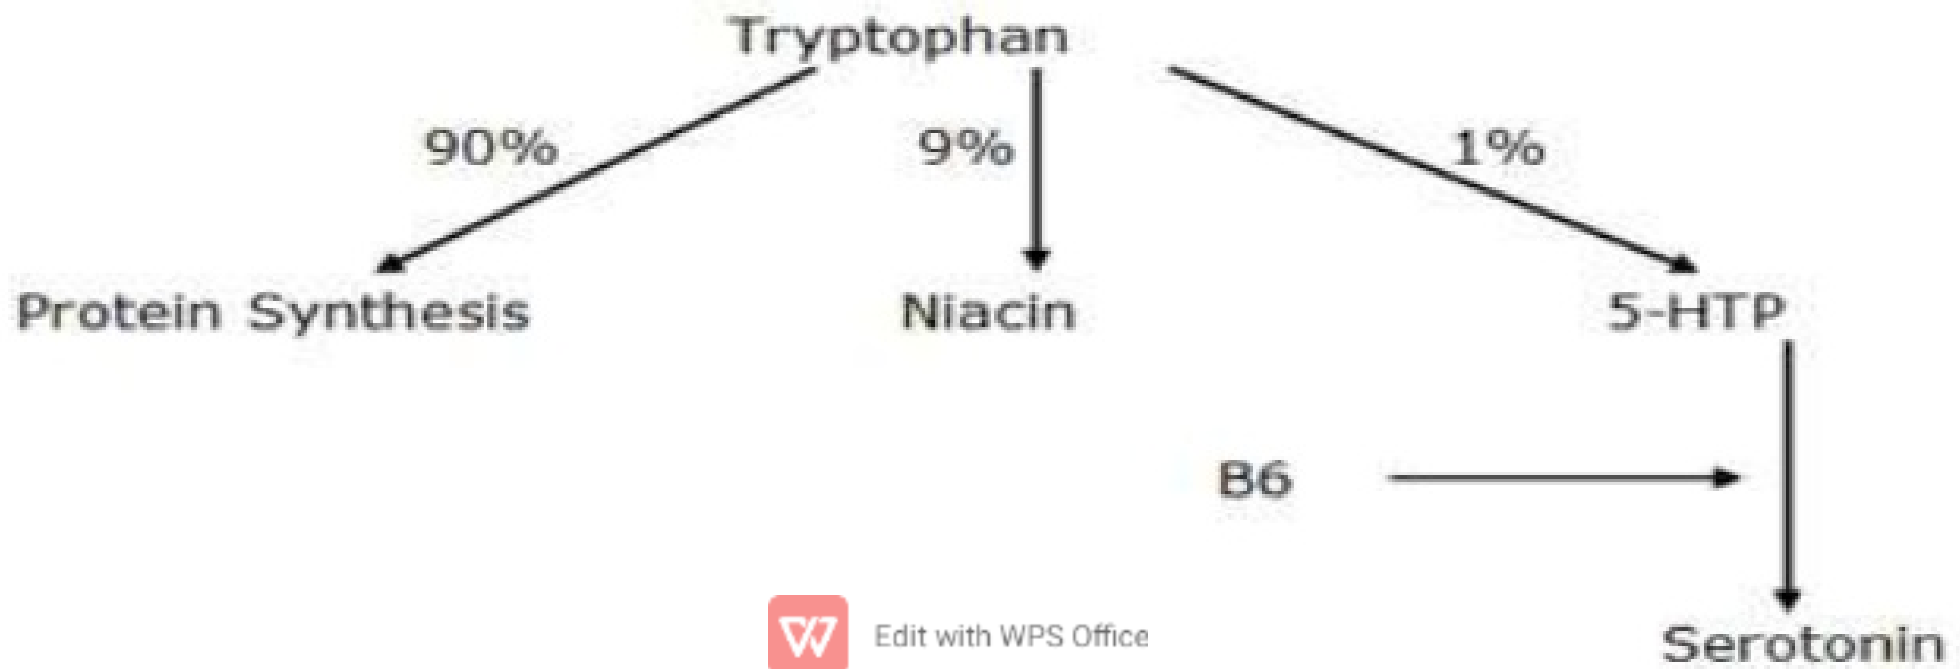 Tryptophan
90%
9%
1%
Protein Synthesis
Niacin
5-HTP
B6
Edit with WPS Office
Serotonin